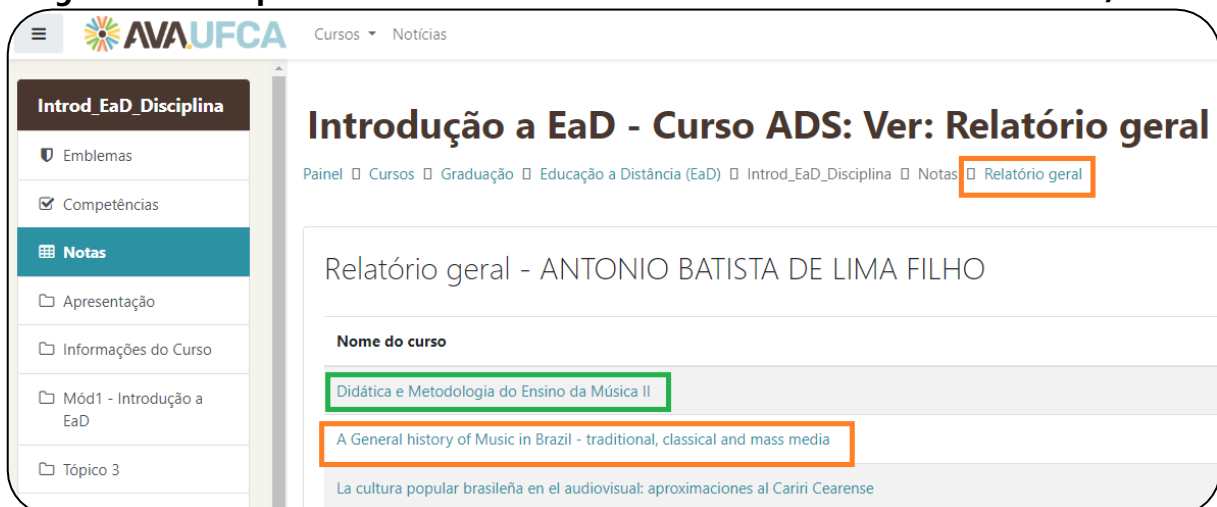 ≡ AVA.UFCA Cursos Notícias
Introd_EaD_Disciplina
Emblemas
Competências
Notas
Apresentação
Informações do Curso
Mód1 - Introdução a
EaD
Tópico 3
Introdução a EaD - Curso ADS: Ver: Relatório geral
Painel Cursos Graduação Educação a Distância (EaD) Introd_EaD_Disciplina Notas Relatório geral
Relatório geral - ANTONIO BATISTA DE LIMA FILHO
Nome do curso
Didática e Metodologia do Ensino da Música II
A General history of Music in Brazil - traditional, classical and mass media
La cultura popular brasileña en el audiovisual: aproximaciones al Cariri Cearense